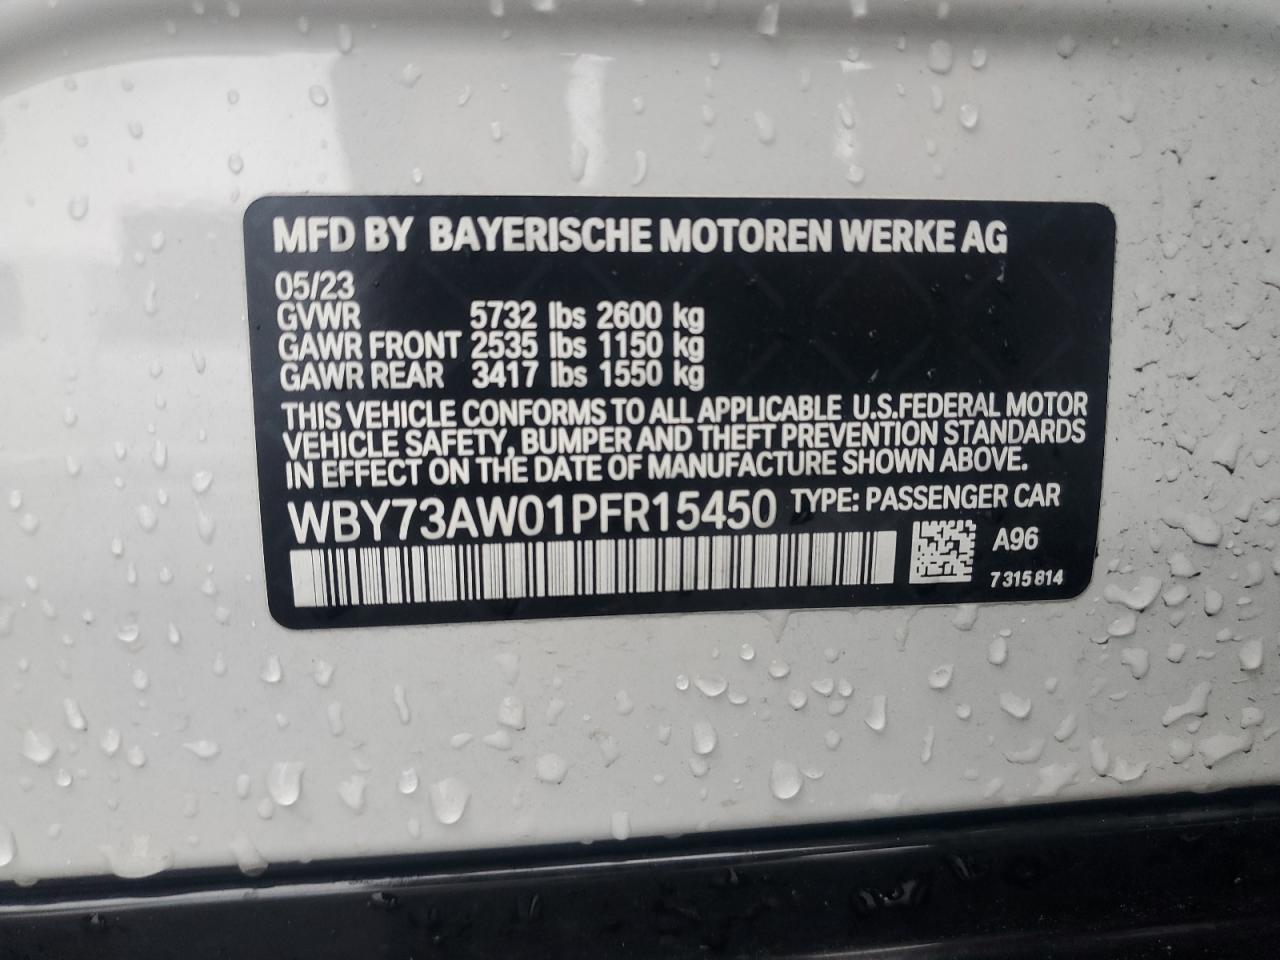 MFD BY BAYERISCHE MOTOREN WERKE AG
05/23
GVWR 5732 lbs 2600 kg
GAWR FRONT 2535 lbs 1150 kg
GAWR REAR 3417 lbs 1550 kg
THIS VEHICLE CONFORMS TO ALL APPLICABLE U.S.FEDERAL MOTOR
VEHICLE SAFETY, BUMPER AND THEFT PREVENTION STANDARDS
IN EFFECT ON THE DATE OF MANUFACTURE SHOWN ABOVE.
WBY73AW01PFR15450 TYPE: PASSENGER CAR
A96
7 315 814